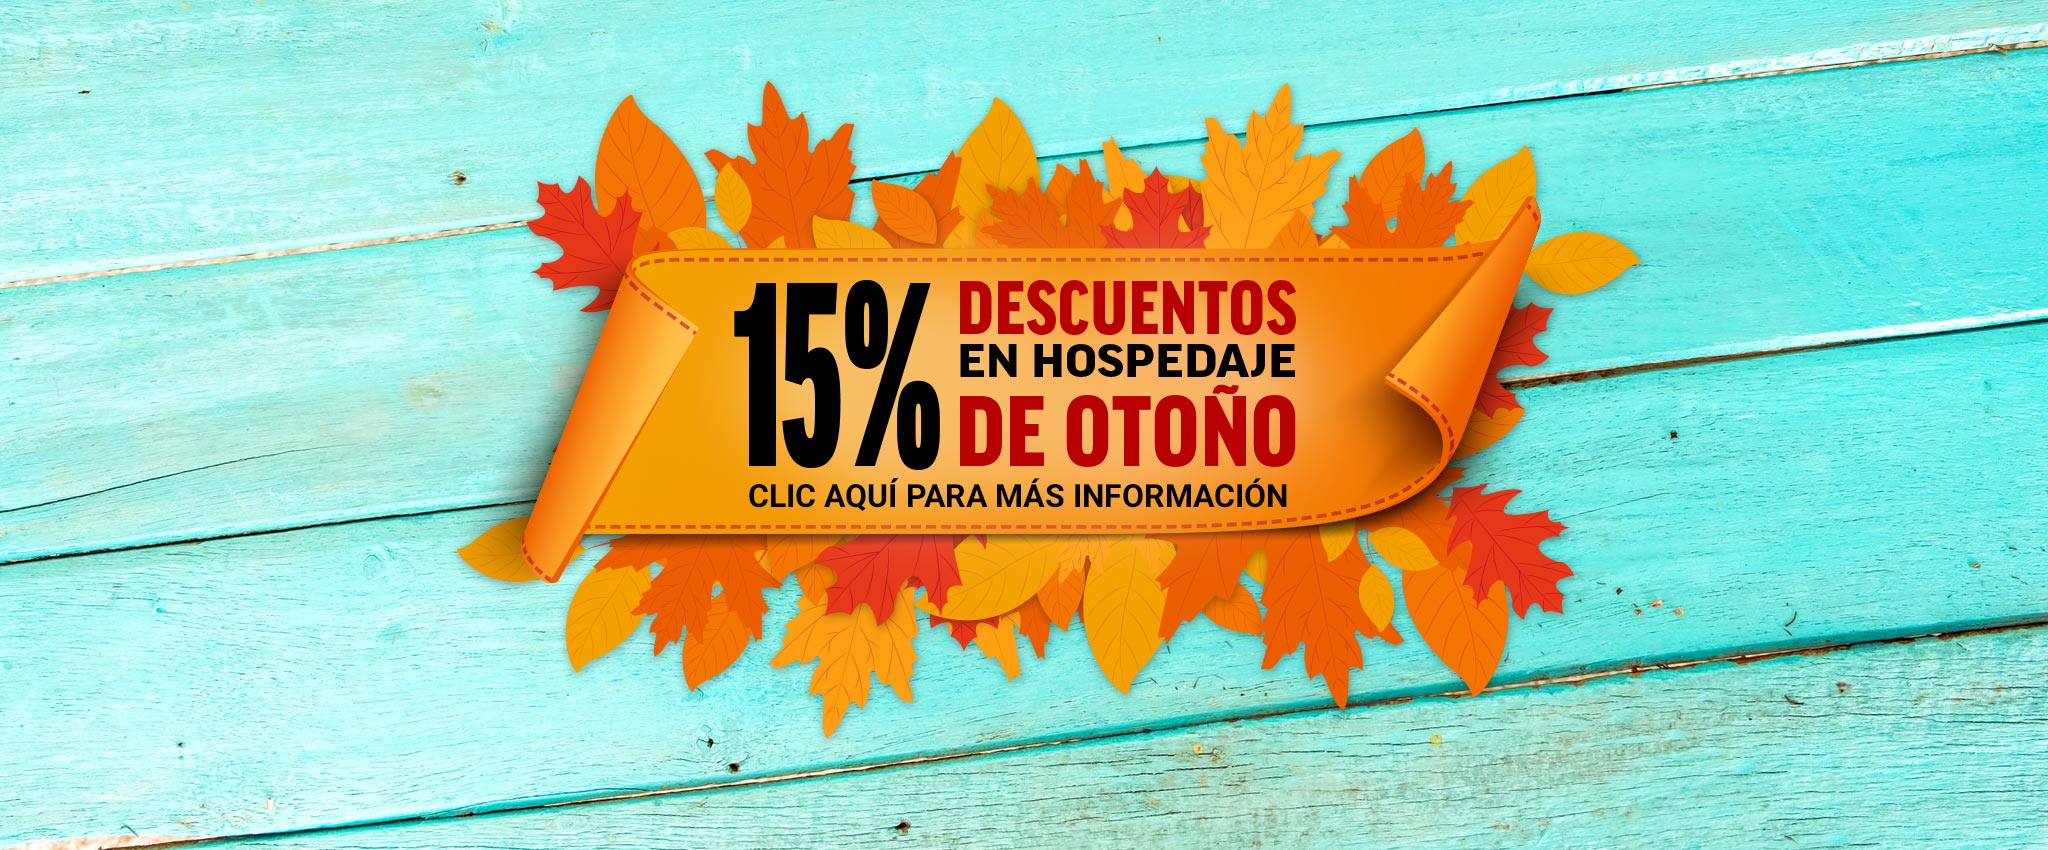 15% DESCUENTOS
EN HOSPEDAJE
DE OTOÑO
CLIC AQUÍ PARA MÁS INFORMACIÓN